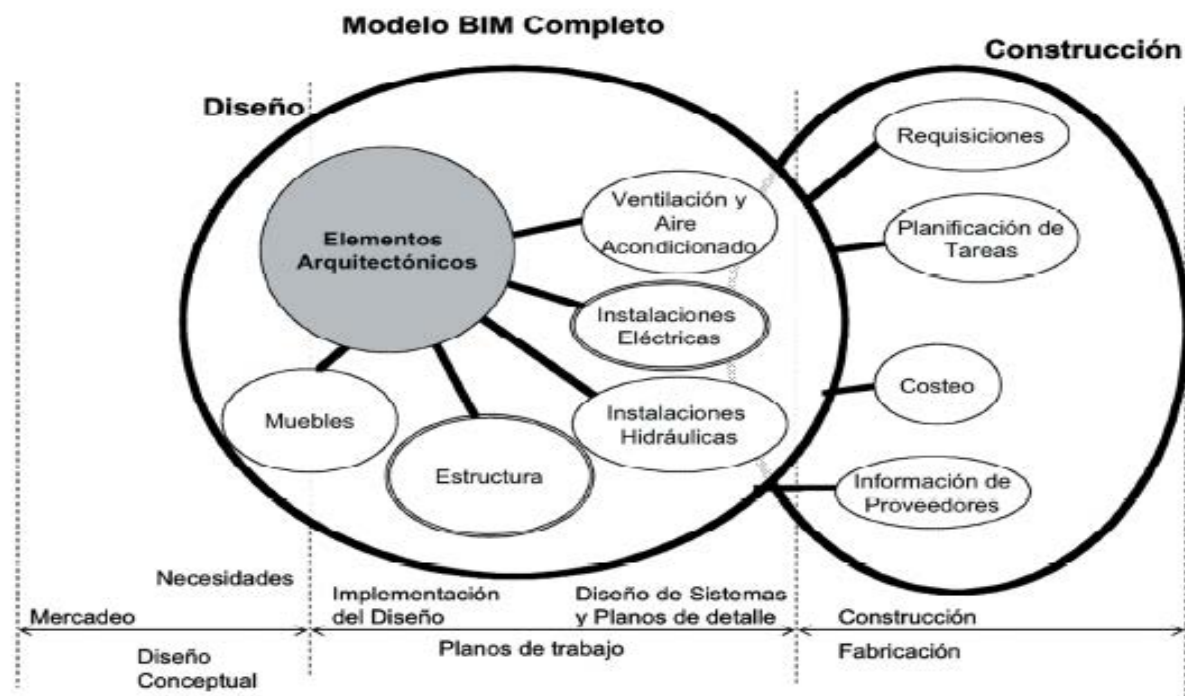 Modelo BIM Completo
Construcción
Diseño
Requisiciones
Ventilación y
Aire
Acondicionado
Planificación de
Tareas
Elementos
Arquitectónicos
Instalaciones
Eléctricas
Costeo
Muebles
Instalaciones
Hidráulicas
Estructura
Información de
Proveedores
Necesidades
Implementación
del Diseño
Diseño de Sistemas
y Planos de detalle
Mercadeo
Construcción
Diseño
Conceptual
Planos de trabajo
Fabricación